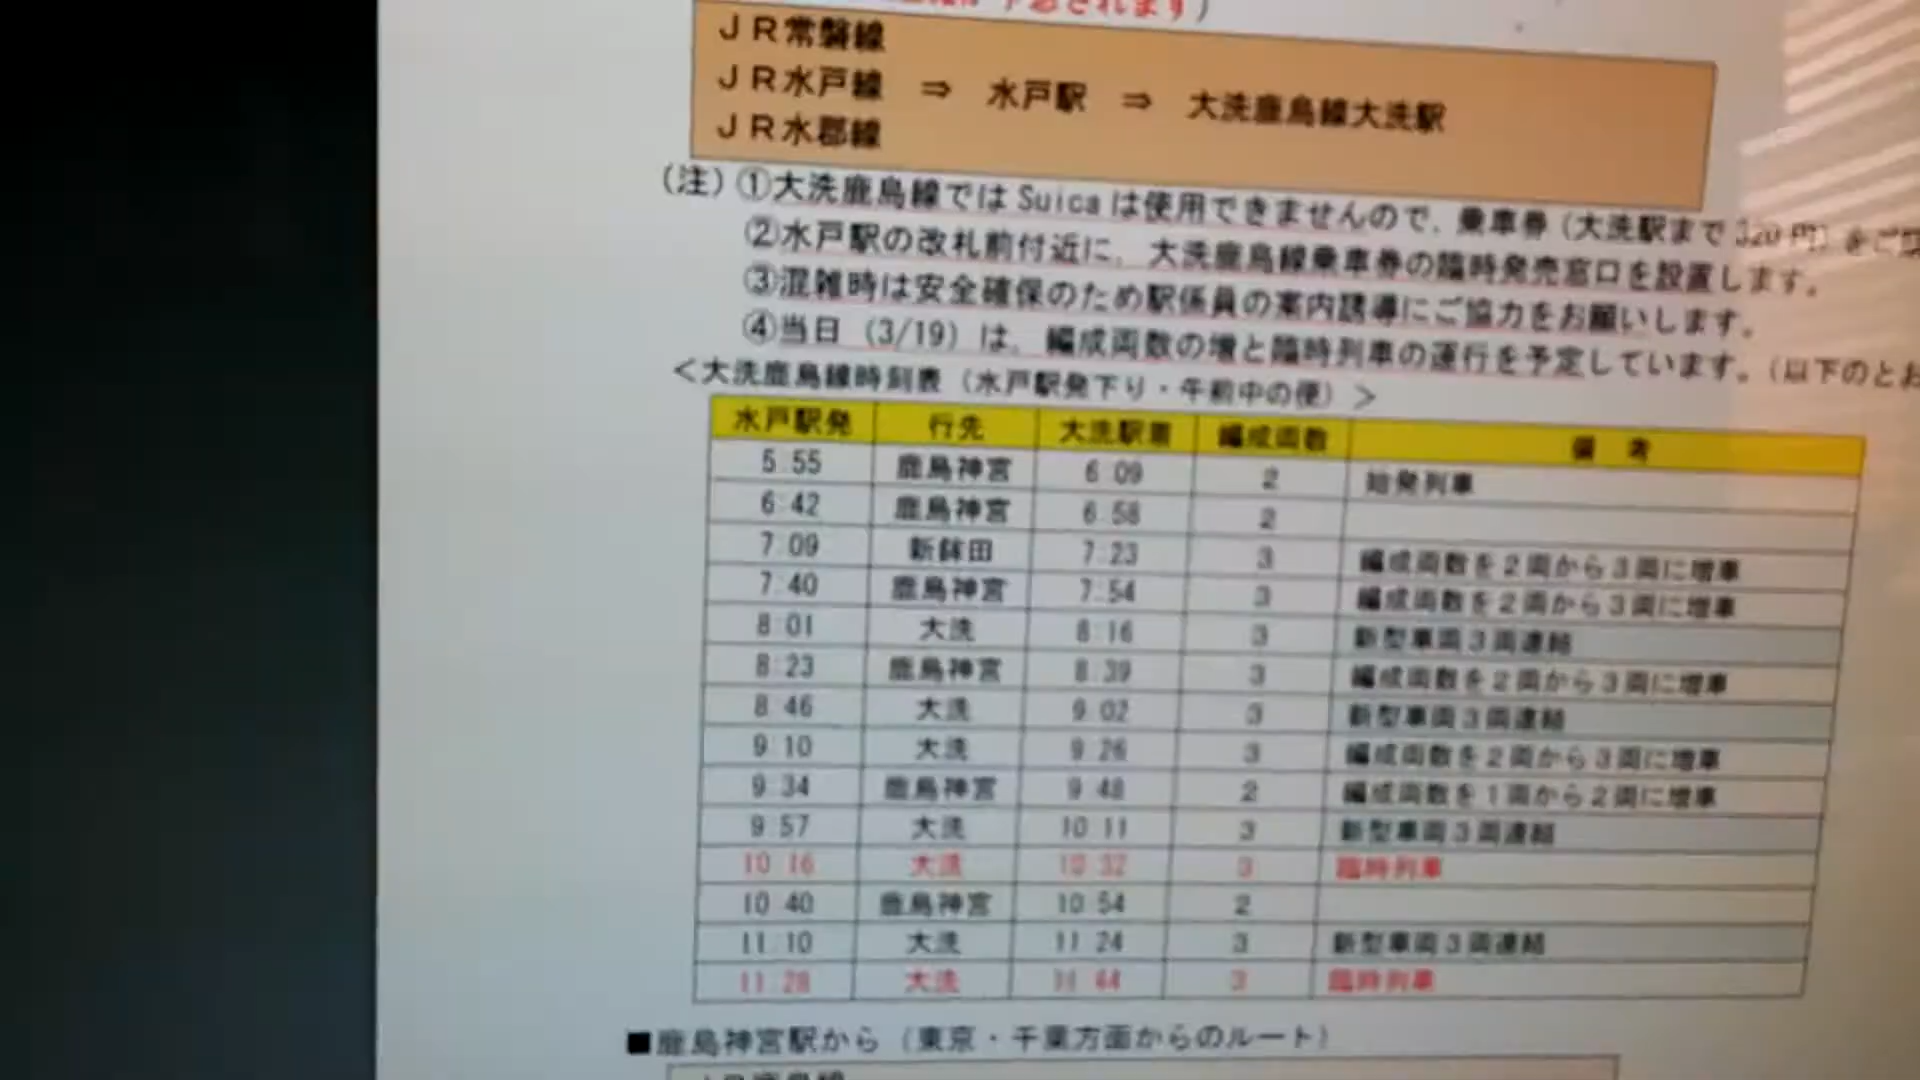 予想されます)
JR常磐線
JR水戸線 ⇒ 水戸駅 ⇒ 大洗鹿島線大洗駅
JR水郡線
(注)①大洗鹿島線では Suica は使用できませんので、乗車券(大洗駅まで 320 円)をご
②水戸駅の改札前付近に、大洗鹿島線乗車券の臨時発売窓口を設置します。
③混雑時は安全確保のため駅係員の案内誘導にご協力をお願いします。
④当日(3/19)は、編成両数の増と臨時列車の運行を予定しています。(以下のとお
<大洗鹿島線時刻表(水戸駅発下り・午前中の便)>
水戸駅発 行先 大洗駅着 編成両数 備考
5:55 鹿島神宮 6:09 2 始発列車
6:42 鹿島神宮 6:58 2
7:09 新鉾田 7:23 3 編成両数を2両から3両に増車
7:40 鹿島神宮 7:54 3 編成両数を2両から3両に増車
8:01 大洗 8:16 3 新型車両3両連結
8:23 鹿島神宮 8:39 3 編成両数を2両から3両に増車
8:46 大洗 9:02 3 新型車両3両連結
9:10 大洗 9:26 3 編成両数を2両から3両に増車
9:34 鹿島神宮 9:48 2 編成両数を1両から2両に増車
9:57 大洗 10:11 3 新型車両3両連結
10:16 大洗 10:32 3 臨時列車
10:40 鹿島神宮 10:54 2
11:10 大洗 11:24 3 新型車両3両連結
11:28 大洗 11:44 3 臨時列車
■鹿島神宮駅から(東京・千葉方面からのルート)
JR鹿島線